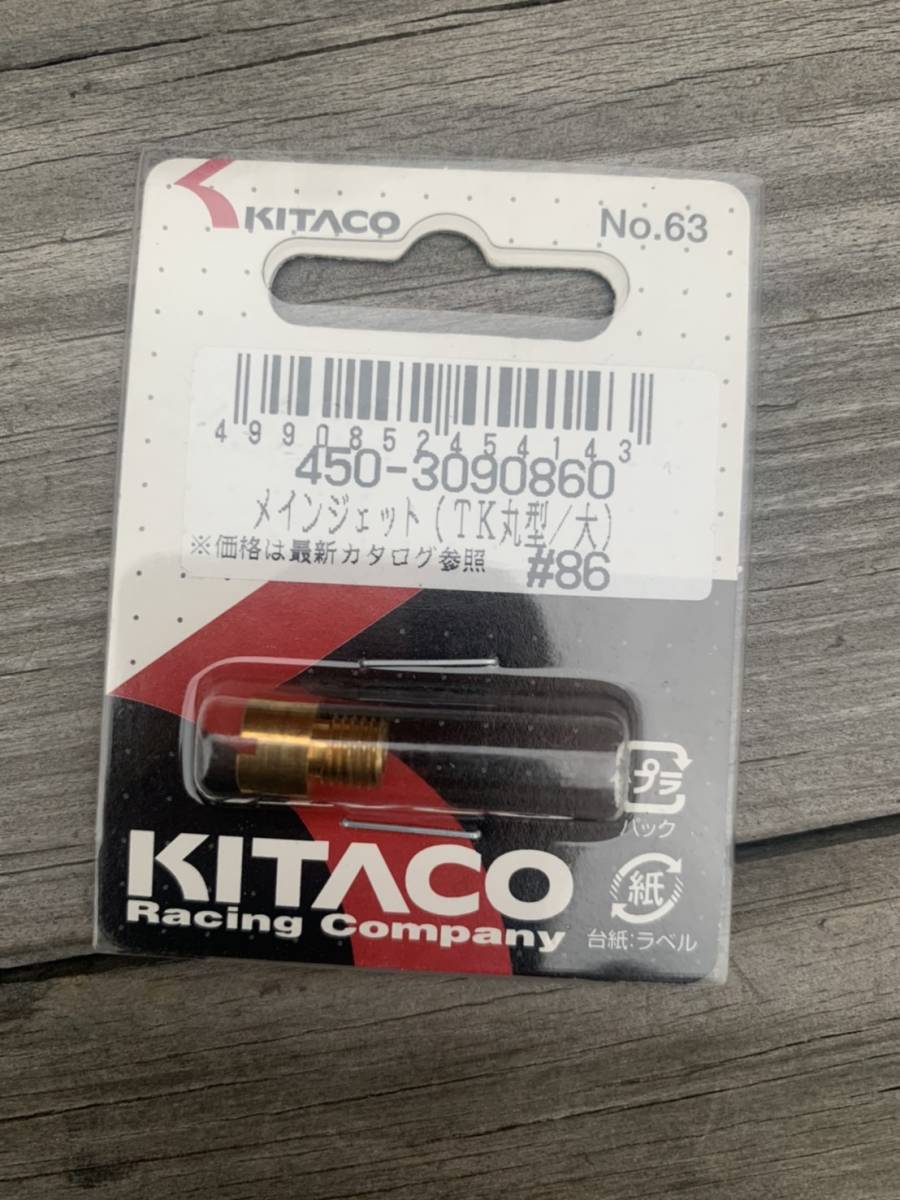 KITACO
No.63
4990852454143
450-3090860
メインジェット(TK丸型/大)
※価格は最新カタログ参照
#86
プラ
パック
KITACO
Racing Company
紙
台紙:ラベル